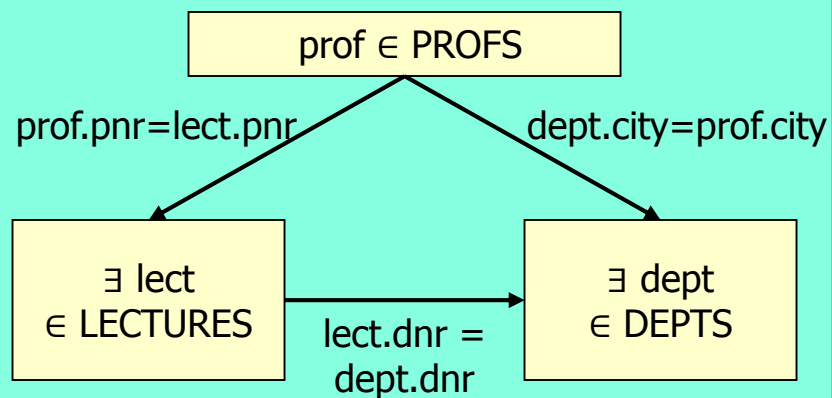 prof ∈ PROFS
prof.pnr=lect.pnr
dept.city=prof.city
∃ lect
∈ LECTURES
lect.dnr =
dept.dnr
∃ dept
∈ DEPTS